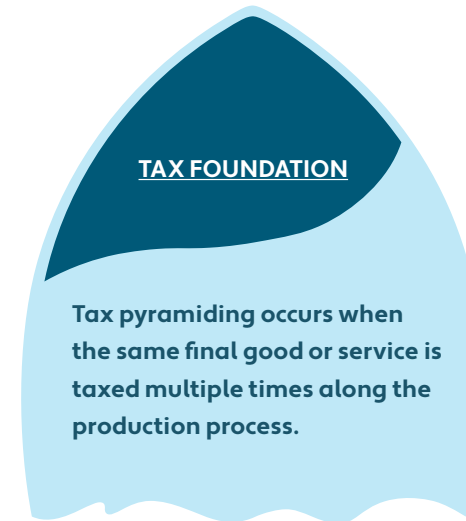 TAX FOUNDATION
Tax pyramiding occurs when
the same final good or service is
taxed multiple times along the
production process.